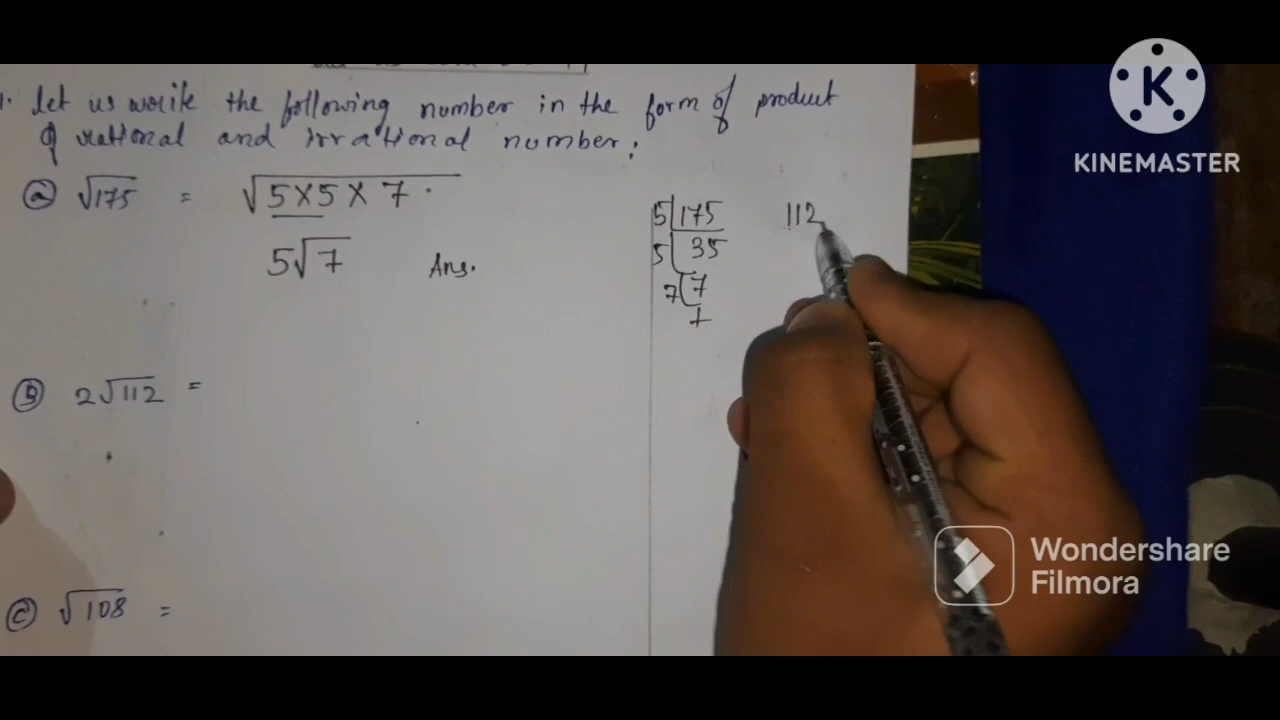 1. Let us write the following number in the form of product
of rational and irrational number:
ⓐ √175 = √5×5×7
5√7 Ans.
5|175
5|35
7|7
1
112
ⓑ 2√112 =
ⓒ √108 =
KINEMASTER
Wondershare
Filmora